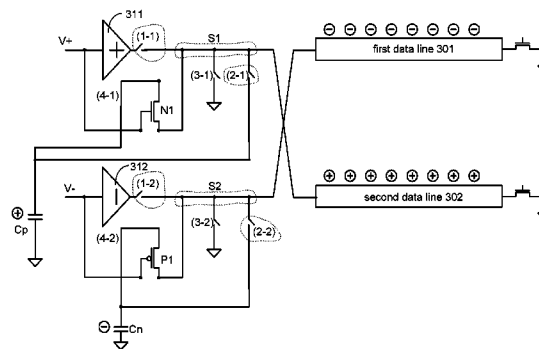 311
(1-1)
S1
V+
+
(3-1)
(2-1)
(4-1)
N1
first data line 301
312
(1-2)
S2
V-
second data line 302
(4-2)
(3-2)
(2-2)
P1
+
Cp
Cn